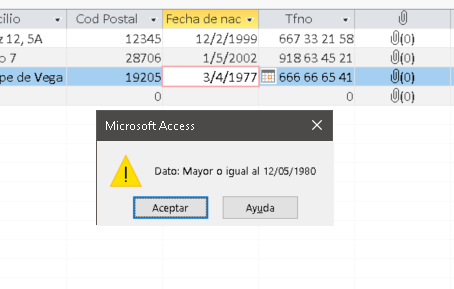 cilio Cod Postal Fecha de nac Tfno
z 12, 5A 12345 12/2/1999 667 33 21 58 (0)
o 7 28706 1/5/2002 918 63 45 21 (0)
pe de Vega 19205 3/4/1977 666 66 65 41 (0)
0 0 (0)
Microsoft Access
Dato: Mayor o igual al 12/05/1980
Aceptar Ayuda